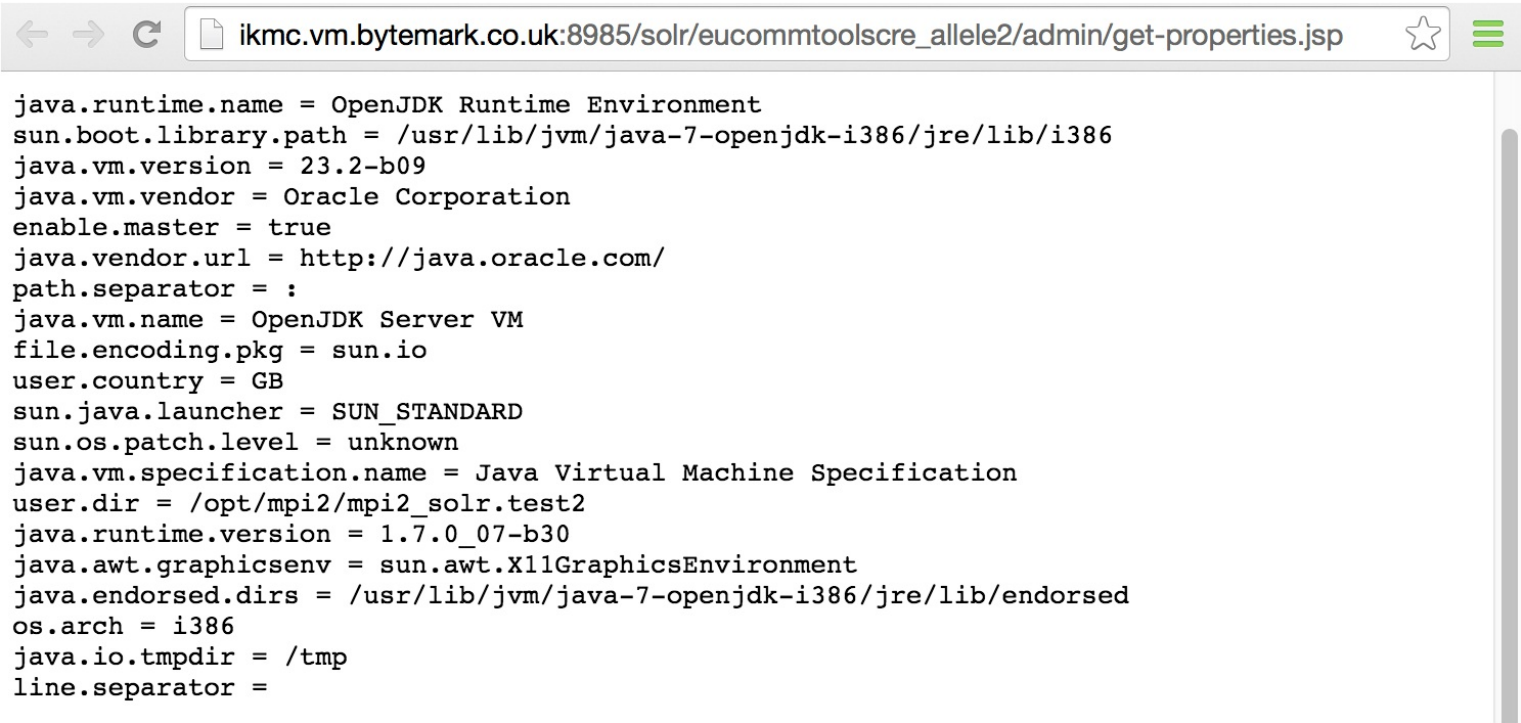 ikmc.vm.bytemark.co.uk:8985/solr/eucommtoolscre_allele2/admin/get-properties.jsp
java.runtime.name = OpenJDK Runtime Environment
sun.boot.library.path = /usr/lib/jvm/java-7-openjdk-i386/jre/lib/i386
java.vm.version = 23.2-b09
java.vm.vendor = Oracle Corporation
enable.master = true
java.vendor.url = http://java.oracle.com/
path.separator = :
java.vm.name = OpenJDK Server VM
file.encoding.pkg = sun.io
user.country = GB
sun.java.launcher = SUN_STANDARD
sun.os.patch.level = unknown
java.vm.specification.name = Java Virtual Machine Specification
user.dir = /opt/mpi2/mpi2_solr.test2
java.runtime.version = 1.7.0_07-b30
java.awt.graphicsenv = sun.awt.X11GraphicsEnvironment
java.endorsed.dirs = /usr/lib/jvm/java-7-openjdk-i386/jre/lib/endorsed
os.arch = i386
java.io.tmpdir = /tmp
line.separator =